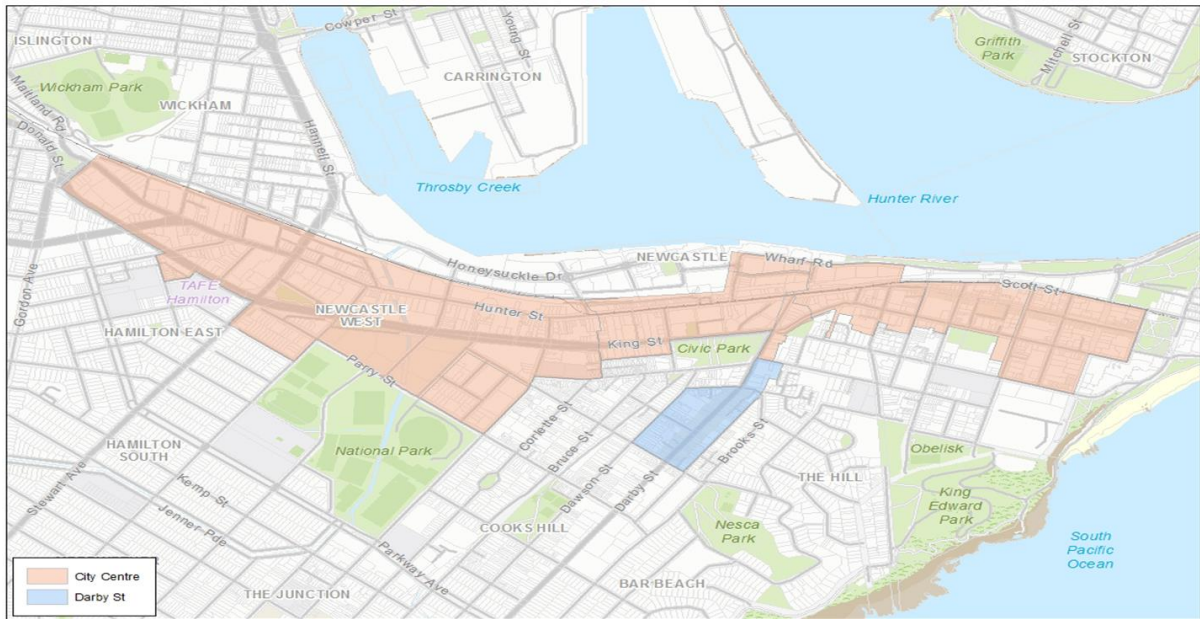 Cowper St
Young St
ISLINGTON
CARRINGTON
Griffith
Park
Mitchell St
STOCKTON
Wickham Park
WICKHAM
Maitland Rd
Donald St
Hannell St
Throsby Creek
Hunter River
NEWCASTLE
Wharf Rd
Honeysuckle Dr
Scott St
Gordon Ave
TAFE
Hamilton
NEWCASTLE
WEST
Hunter St
King St
Civic Park
HAMILTON EAST
Parry St
Corlette St
Bruce St
Dawson St
Darby St
Brooks St
National Park
HAMILTON
SOUTH
Stewart Ave
Kemp St
Jenner Pde
Parkway Ave
COOKS HILL
THE HILL
Obelisk
King
Edward
Park
Nesca
Park
South
Pacific
Ocean
BAR BEACH
THE JUNCTION
City Centre
Darby St